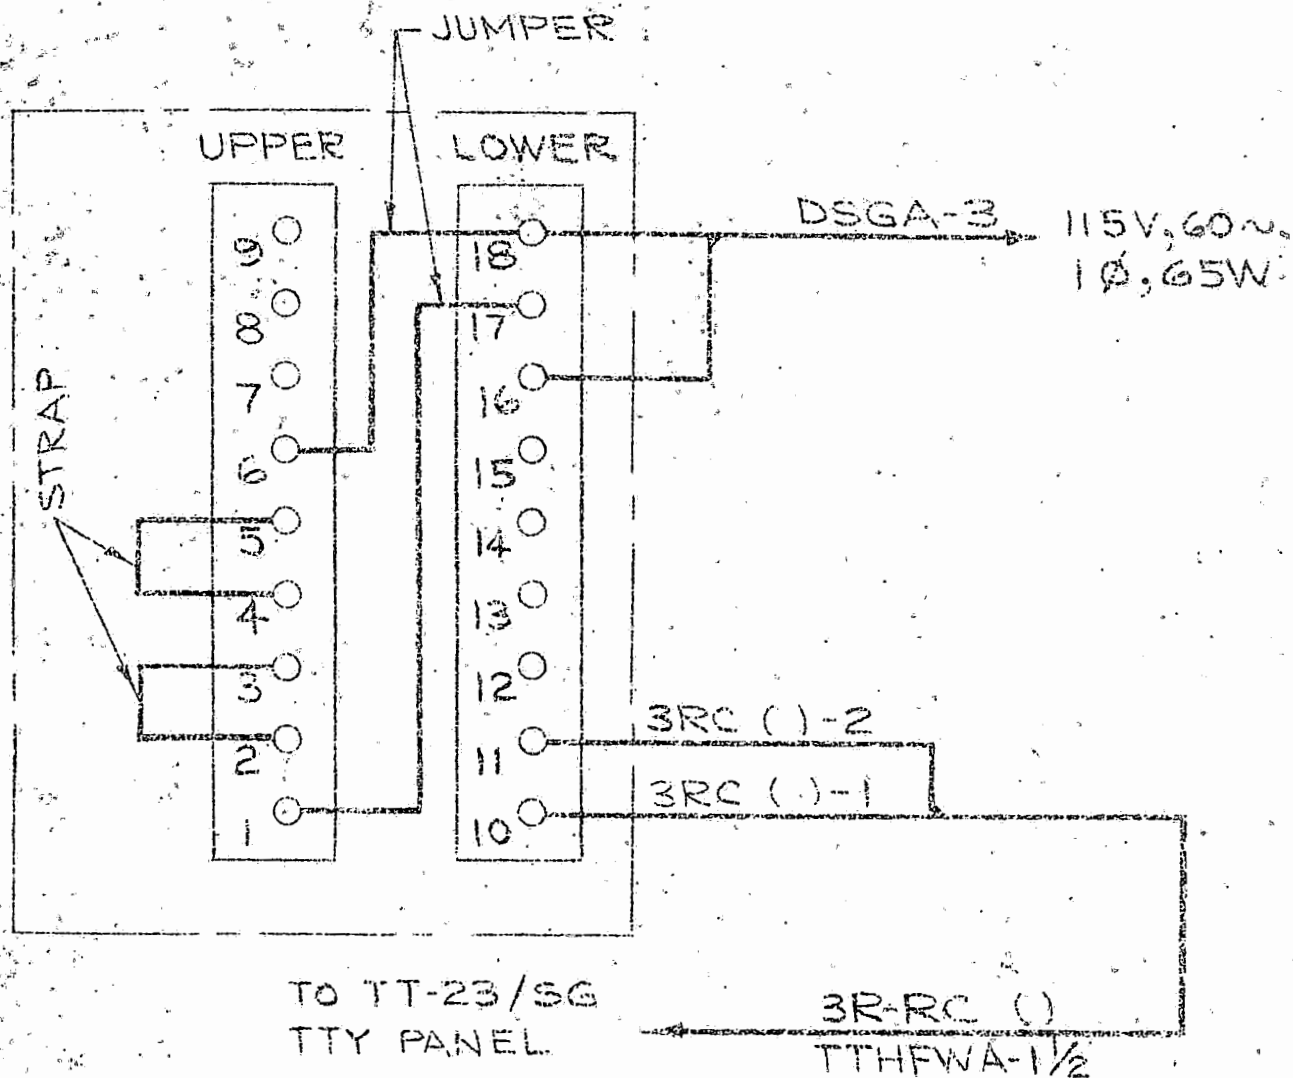 JUMPER
UPPER
LOWER
9
8
7
6
5
4
3
2
1
18
17
16
15
14
13
12
11
10
STRAP
DSGA-3
115V, 60~,
1Ø, 65W
3RC ( )-2
3RC ( )-1
TO TT-23/SG
TTY PANEL
3R-RC ( )
TTHFWA-1 1/2